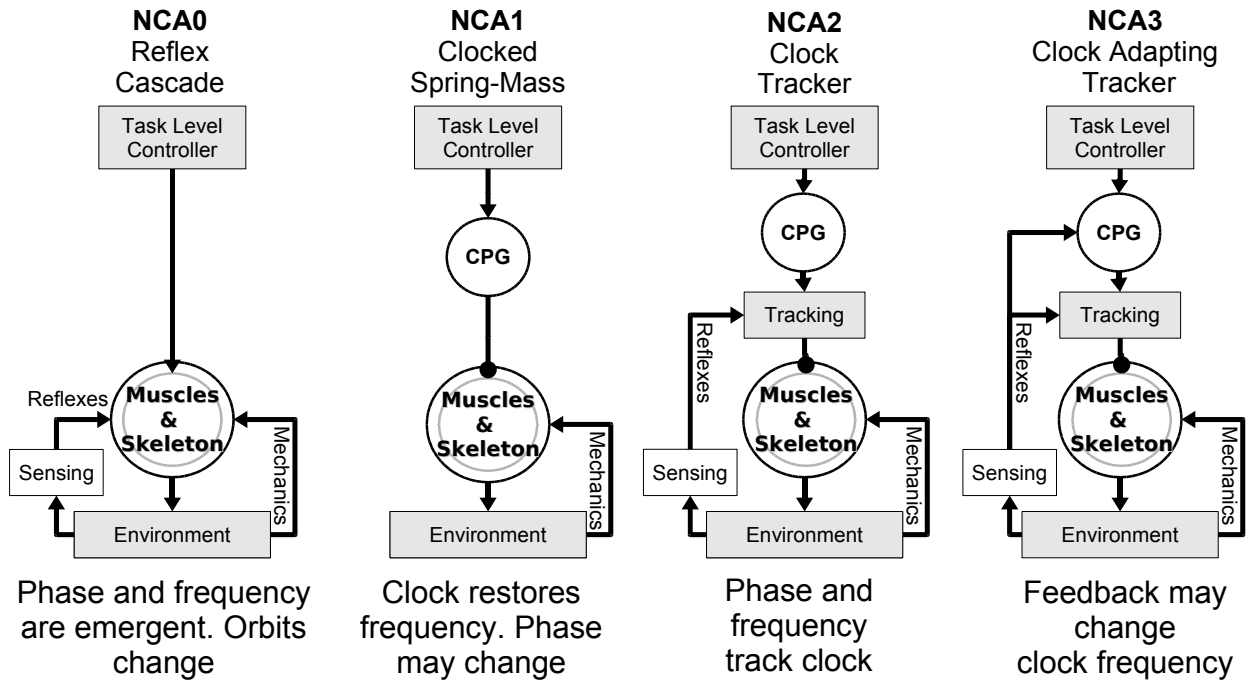 NCA0
Reflex
Cascade
Task Level
Controller
Reflexes
Muscles
&
Skeleton
Mechanics
Sensing
Environment
Phase and frequency
are emergent. Orbits
change
NCA1
Clocked
Spring-Mass
Task Level
Controller
CPG
Muscles
&
Skeleton
Mechanics
Environment
Clock restores
frequency. Phase
may change
NCA2
Clock
Tracker
Task Level
Controller
CPG
Tracking
Reflexes
Muscles
&
Skeleton
Mechanics
Sensing
Environment
Phase and
frequency
track clock
NCA3
Clock Adapting
Tracker
Task Level
Controller
CPG
Tracking
Reflexes
Muscles
&
Skeleton
Mechanics
Sensing
Environment
Feedback may
change
clock frequency